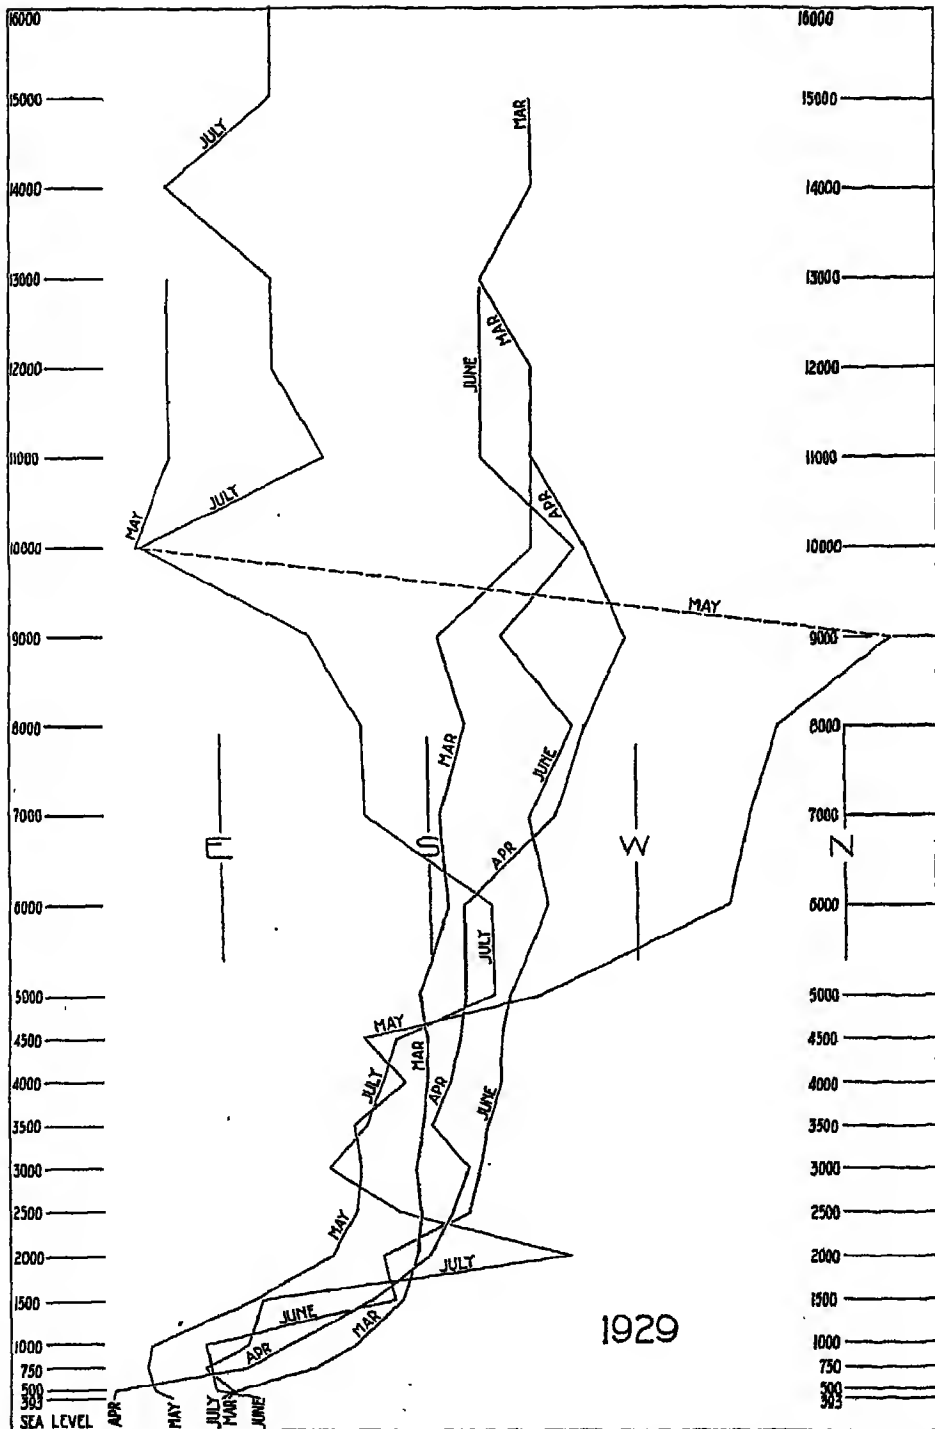 16000 16000
15000 MAR 15000
JULY
14000 14000
13000 13000
MAR
12000 JUNE 12000
11000 11000
JULY APR
MAY
10000 10000
MAY
9000 9000
8000 8000
MAR JUNE
7000 7000
E S APR W N
6000 6000
JULY
5000 5000
MAY
4500 MAR 4500
JULY APR
4000 JUNE 4000
3500 3500
3000 3000
2500 2500
MAY
2000 JULY 2000
1500 1500
JUNE MAR 1929
1000 APR 1000
750 750
500 500
393 393
SEA LEVEL APR MAY JULY MAR JUNE